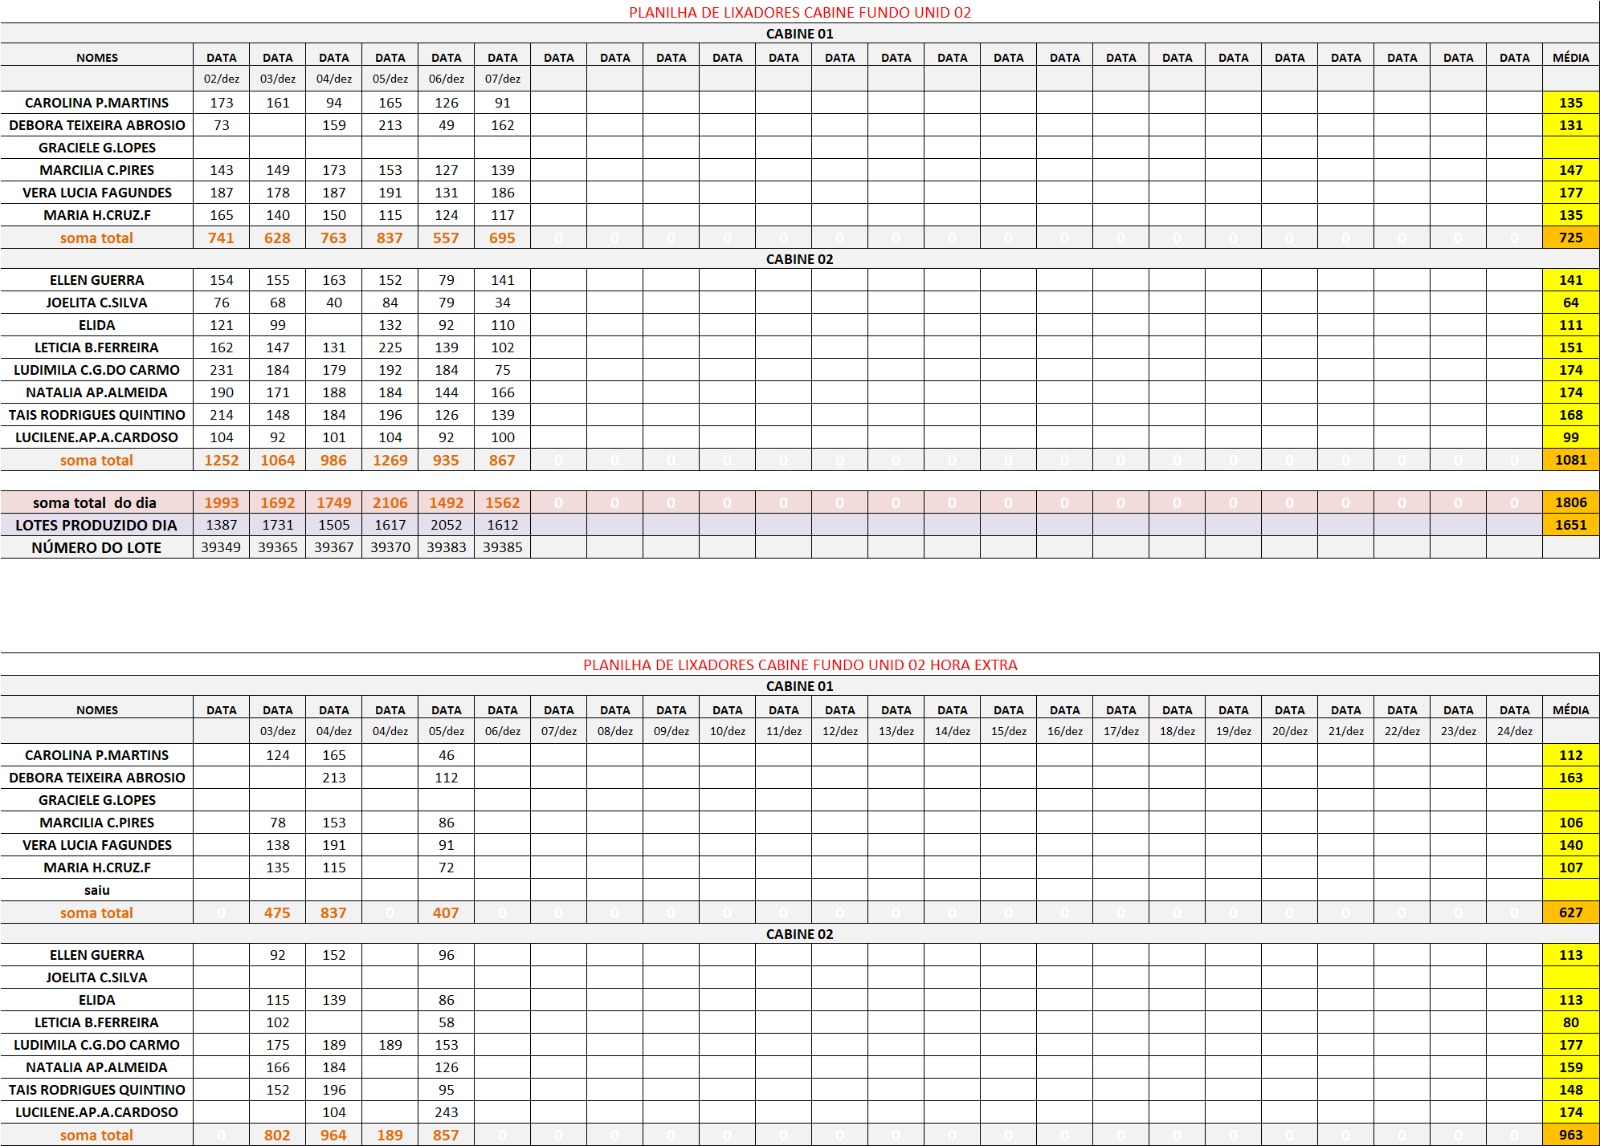 PLANILHA DE LIXADORES CABINE FUNDO UNID 02
CABINE 01
NOMES DATA DATA DATA DATA DATA DATA DATA DATA DATA DATA DATA DATA DATA DATA DATA DATA DATA DATA DATA DATA DATA DATA DATA DATA MÉDIA
02/dez 03/dez 04/dez 05/dez 06/dez 07/dez
CAROLINA P.MARTINS 173 161 94 165 126 91 135
DEBORA TEIXEIRA ABROSIO 73 159 213 49 162 131
GRACIELE G.LOPES
MARCILIA C.PIRES 143 149 173 153 127 139 147
VERA LUCIA FAGUNDES 187 178 187 191 131 186 177
MARIA H.CRUZ.F 165 140 150 115 124 117 135
soma total 741 628 763 837 557 695 0 0 0 0 0 0 0 0 0 0 0 0 0 0 0 0 0 0 725
CABINE 02
ELLEN GUERRA 154 155 163 152 79 141 141
JOELITA C.SILVA 76 68 40 84 79 34 64
ELIDA 121 99 132 92 110 111
LETICIA B.FERREIRA 162 147 131 225 139 102 151
LUDIMILA C.G.DO CARMO 231 184 179 192 184 75 174
NATALIA AP.ALMEIDA 190 171 188 184 144 166 174
TAIS RODRIGUES QUINTINO 214 148 184 196 126 139 168
LUCILENE.AP.A.CARDOSO 104 92 101 104 92 100 99
soma total 1252 1064 986 1269 935 867 0 0 0 0 0 0 0 0 0 0 0 0 0 0 0 0 0 0 1081
soma total do dia 1993 1692 1749 2106 1492 1562 0 0 0 0 0 0 0 0 0 0 0 0 0 0 0 0 0 0 1806
LOTES PRODUZIDO DIA 1387 1731 1505 1617 2052 1612 1651
NÚMERO DO LOTE 39349 39365 39367 39370 39383 39385
PLANILHA DE LIXADORES CABINE FUNDO UNID 02 HORA EXTRA
CABINE 01
NOMES DATA DATA DATA DATA DATA DATA DATA DATA DATA DATA DATA DATA DATA DATA DATA DATA DATA DATA DATA DATA DATA DATA DATA DATA MÉDIA
03/dez 04/dez 04/dez 05/dez 06/dez 07/dez 08/dez 09/dez 10/dez 11/dez 12/dez 13/dez 14/dez 15/dez 16/dez 17/dez 18/dez 19/dez 20/dez 21/dez 22/dez 23/dez 24/dez
CAROLINA P.MARTINS 124 165 46 112
DEBORA TEIXEIRA ABROSIO 213 112 163
GRACIELE G.LOPES
MARCILIA C.PIRES 78 153 86 106
VERA LUCIA FAGUNDES 138 191 91 140
MARIA H.CRUZ.F 135 115 72 107
saiu
soma total 0 475 837 0 407 0 0 0 0 0 0 0 0 0 0 0 0 0 0 0 0 0 0 0 627
CABINE 02
ELLEN GUERRA 92 152 96 113
JOELITA C.SILVA
ELIDA 115 139 86 113
LETICIA B.FERREIRA 102 58 80
LUDIMILA C.G.DO CARMO 175 189 189 153 177
NATALIA AP.ALMEIDA 166 184 126 159
TAIS RODRIGUES QUINTINO 152 196 95 148
LUCILENE.AP.A.CARDOSO 104 243 174
soma total 0 802 964 189 857 0 0 0 0 0 0 0 0 0 0 0 0 0 0 0 0 0 0 0 963